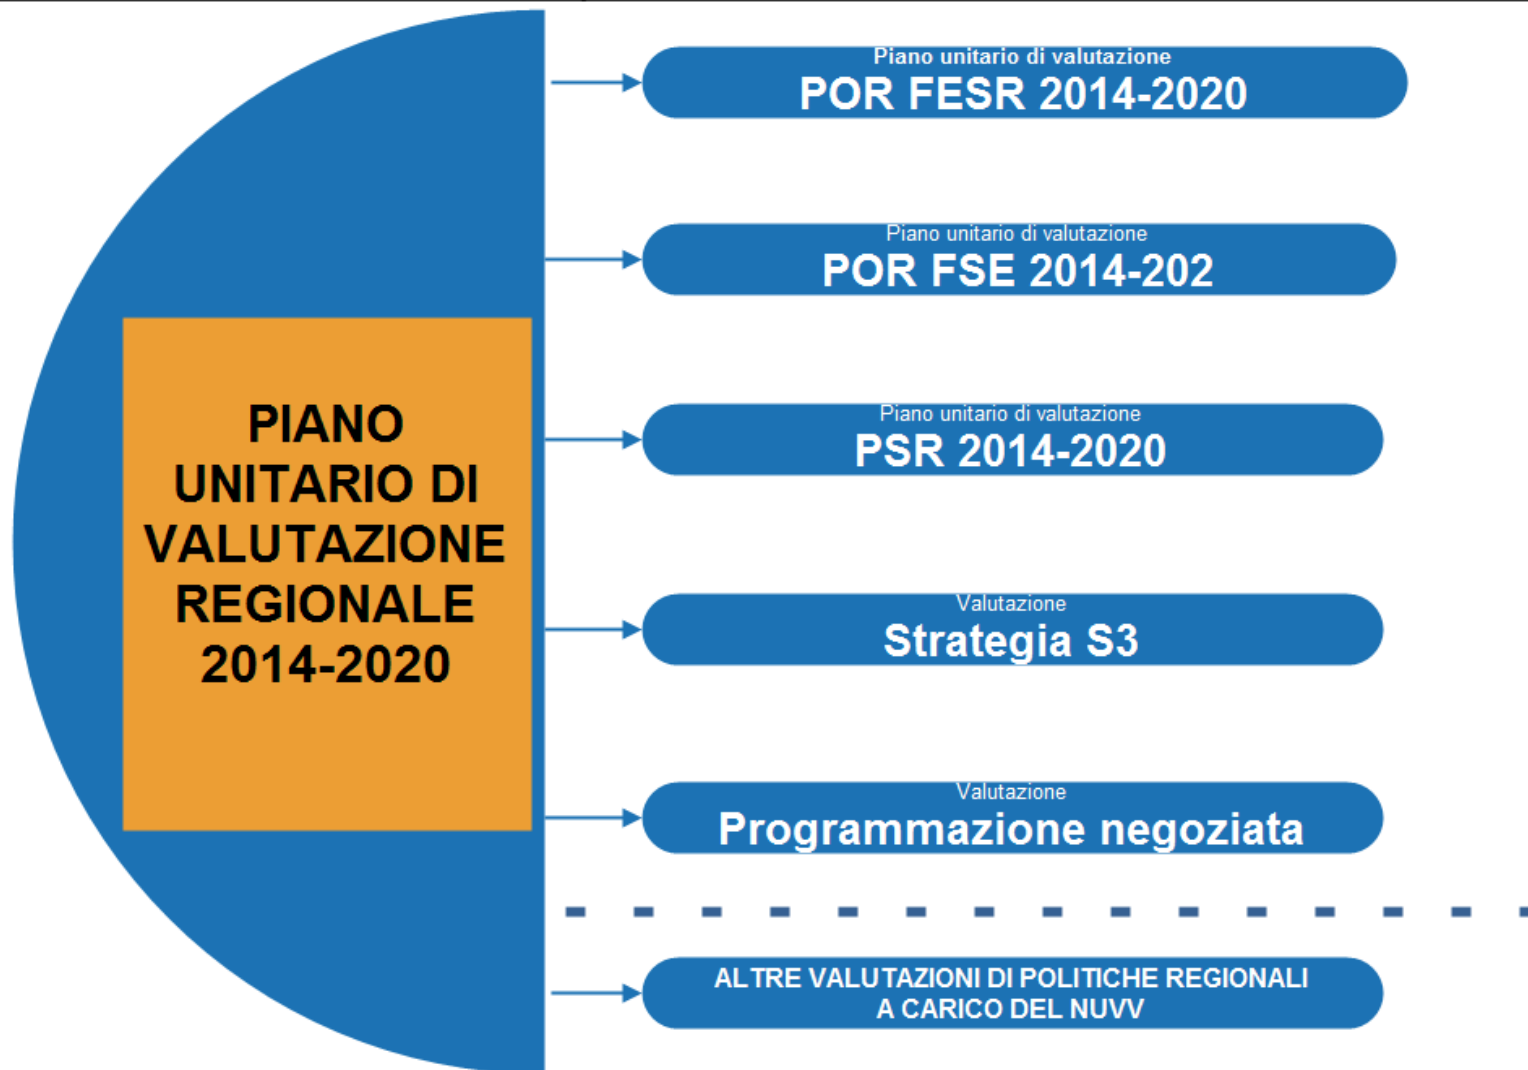 PIANO
UNITARIO DI
VALUTAZIONE
REGIONALE
2014-2020
Piano unitario di valutazione
POR FESR 2014-2020
Piano unitario di valutazione
POR FSE 2014-202
Piano unitario di valutazione
PSR 2014-2020
Valutazione
Strategia S3
Valutazione
Programmazione negoziata
ALTRE VALUTAZIONI DI POLITICHE REGIONALI
A CARICO DEL NUVV